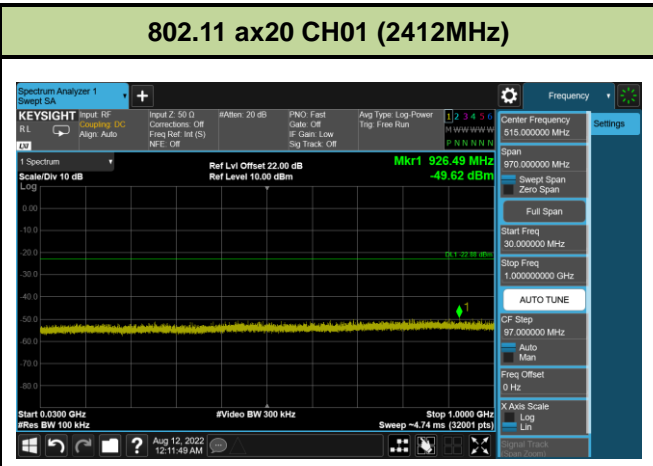 802.11 ax20 CH01 (2412MHz)
Spectrum Analyzer 1
Swept SA
Frequency
KEYSIGHT
RL
Input: RF
Coupling: DC
Align: Auto
Input Z: 50 Ω
Corrections: Off
Freq Ref: Int (S)
NFE: Off
#Atten: 20 dB
PNO: Fast
Gate: Off
IF Gain: Low
Sig Track: Off
Avg Type: Log-Power
Trig: Free Run
1 2 3 4 5 6
M W W W W W
P N N N N N
Center Frequency
515.000000 MHz
Settings
1 Spectrum
Scale/Div 10 dB
Log
Ref Lvl Offset 22.00 dB
Ref Level 10.00 dBm
Mkr1 926.49 MHz
-49.62 dBm
Span
970.000000 MHz
Swept Span
Zero Span
Full Span
Start Freq
30.000000 MHz
Stop Freq
1.000000000 GHz
AUTO TUNE
CF Step
97.000000 MHz
Auto
Man
Freq Offset
0 Hz
X Axis Scale
Log
Lin
Signal Track
(Span Zoom)
0.00
-10.0
-20.0
DL1 -22.88 dBm
-30.0
-40.0
1
-50.0
-60.0
-70.0
-80.0
Start 0.0300 GHz
#Res BW 100 kHz
#Video BW 300 kHz
Stop 1.0000 GHz
Sweep ~4.74 ms (32001 pts)
?
Aug 12, 2022
12:11:49 AM